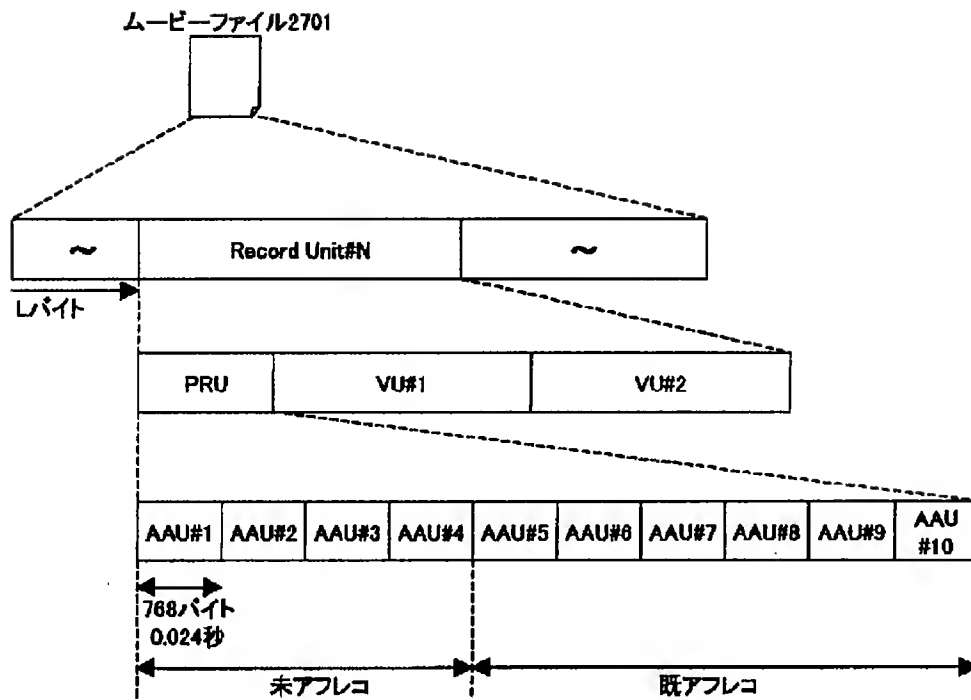 ムービーファイル2701
～ Record Unit#N ～
Lバイト
PRU VU#1 VU#2
AAU#1 AAU#2 AAU#3 AAU#4 AAU#5 AAU#6 AAU#7 AAU#8 AAU#9 AAU
#10
768バイト
0.024秒
未アフレコ 既アフレコ